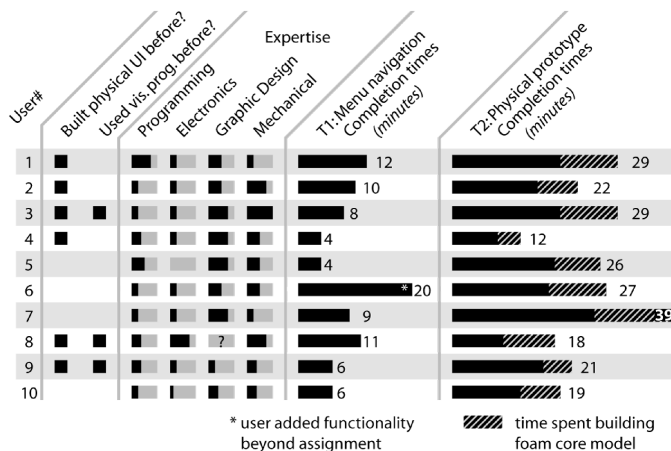 Expertise
User#
Built physical UI before?
Used vis. prog. before?
Programming
Electronics
Graphic Design
Mechanical
T1: Menu navigation
Completion times
(minutes)
T2: Physical prototype
Completion times
(minutes)
1 12 29
2 10 22
3 8 29
4 4 12
5 4 26
6 * 20 27
7 9 39
8 ? 11 18
9 6 21
10 6 19
* user added functionality
beyond assignment
time spent building
foam core model